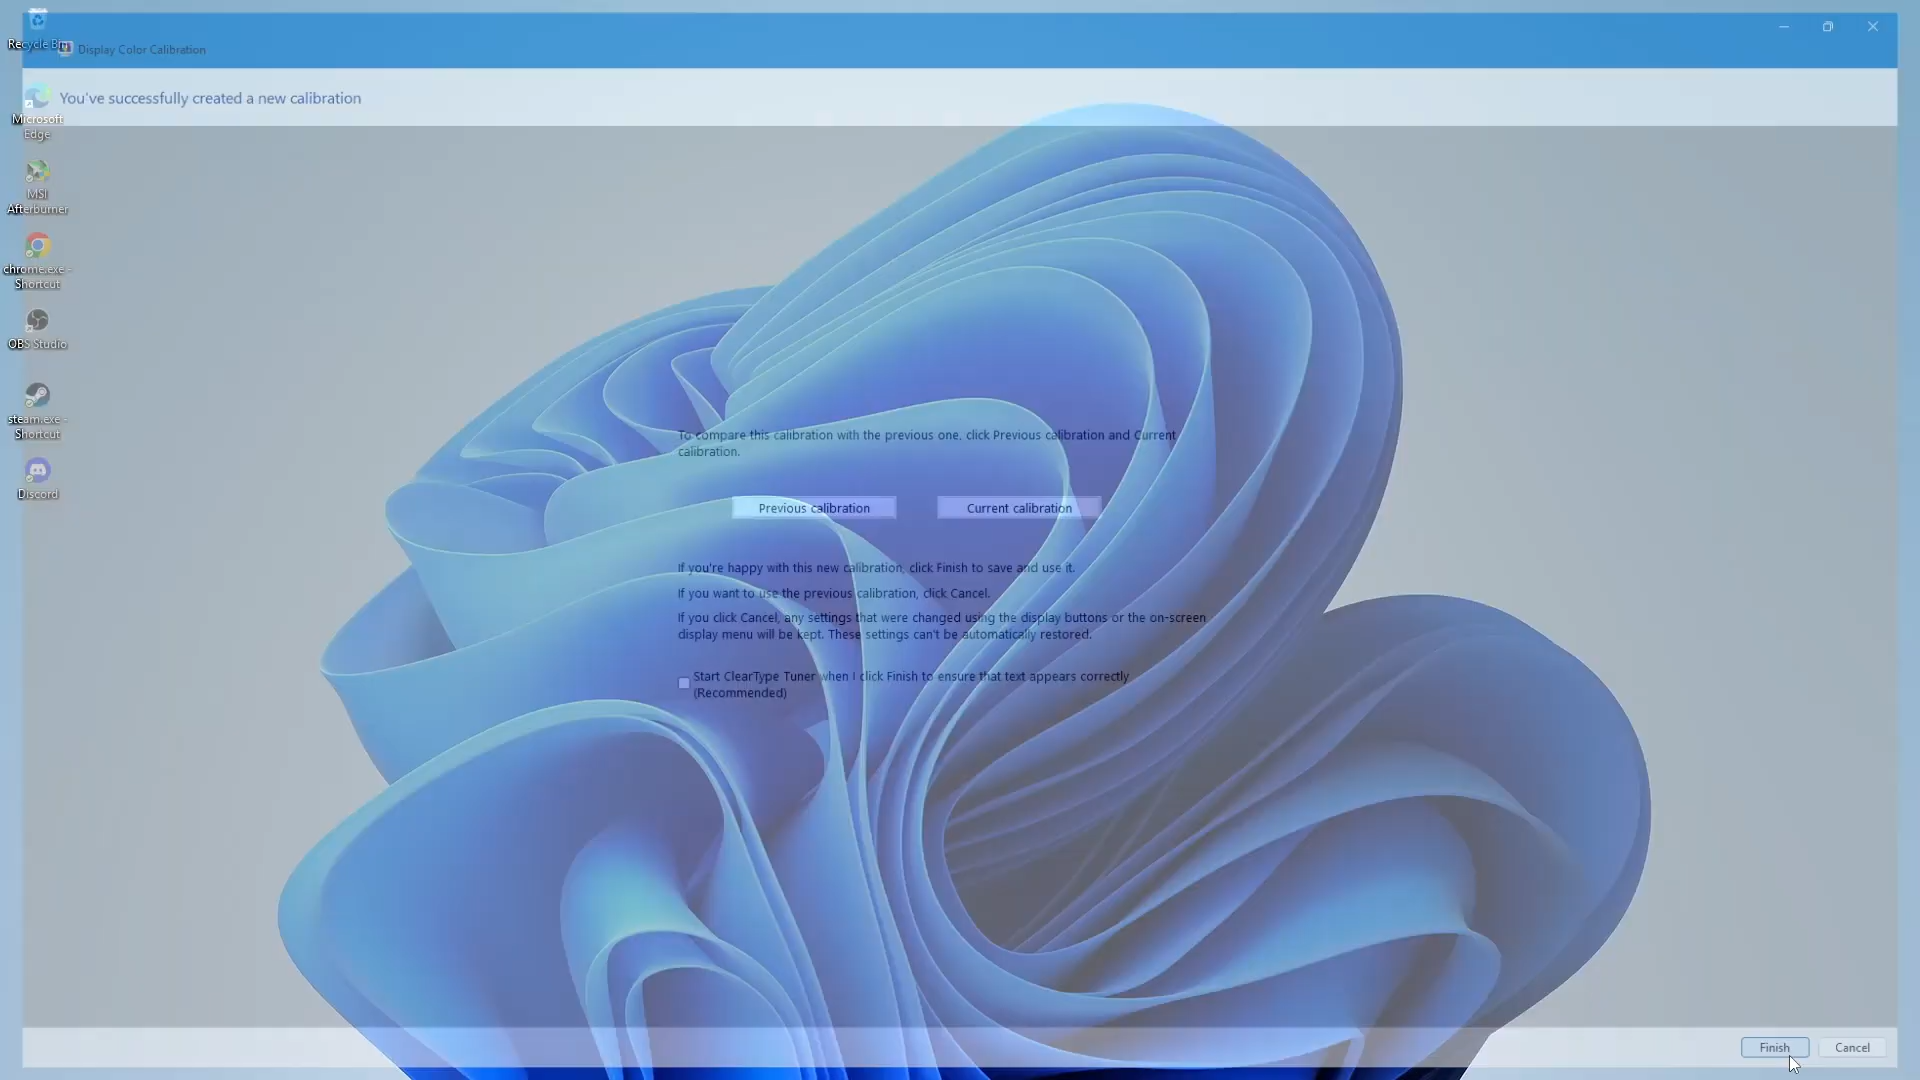 Recycle Bin
Display Color Calibration
You've successfully created a new calibration
Microsoft
Edge
MSI
Afterburner
chrome.exe -
Shortcut
OBS Studio
steam.exe -
Shortcut
Discord
To compare this calibration with the previous one, click Previous calibration and Current
calibration.
Previous calibration
Current calibration
If you're happy with this new calibration, click Finish to save and use it.
If you want to use the previous calibration, click Cancel.
If you click Cancel, any settings that were changed using the display buttons or the on-screen
display menu will be kept. These settings can't be automatically restored.
Start ClearType Tuner when I click Finish to ensure that text appears correctly
(Recommended)
Finish
Cancel